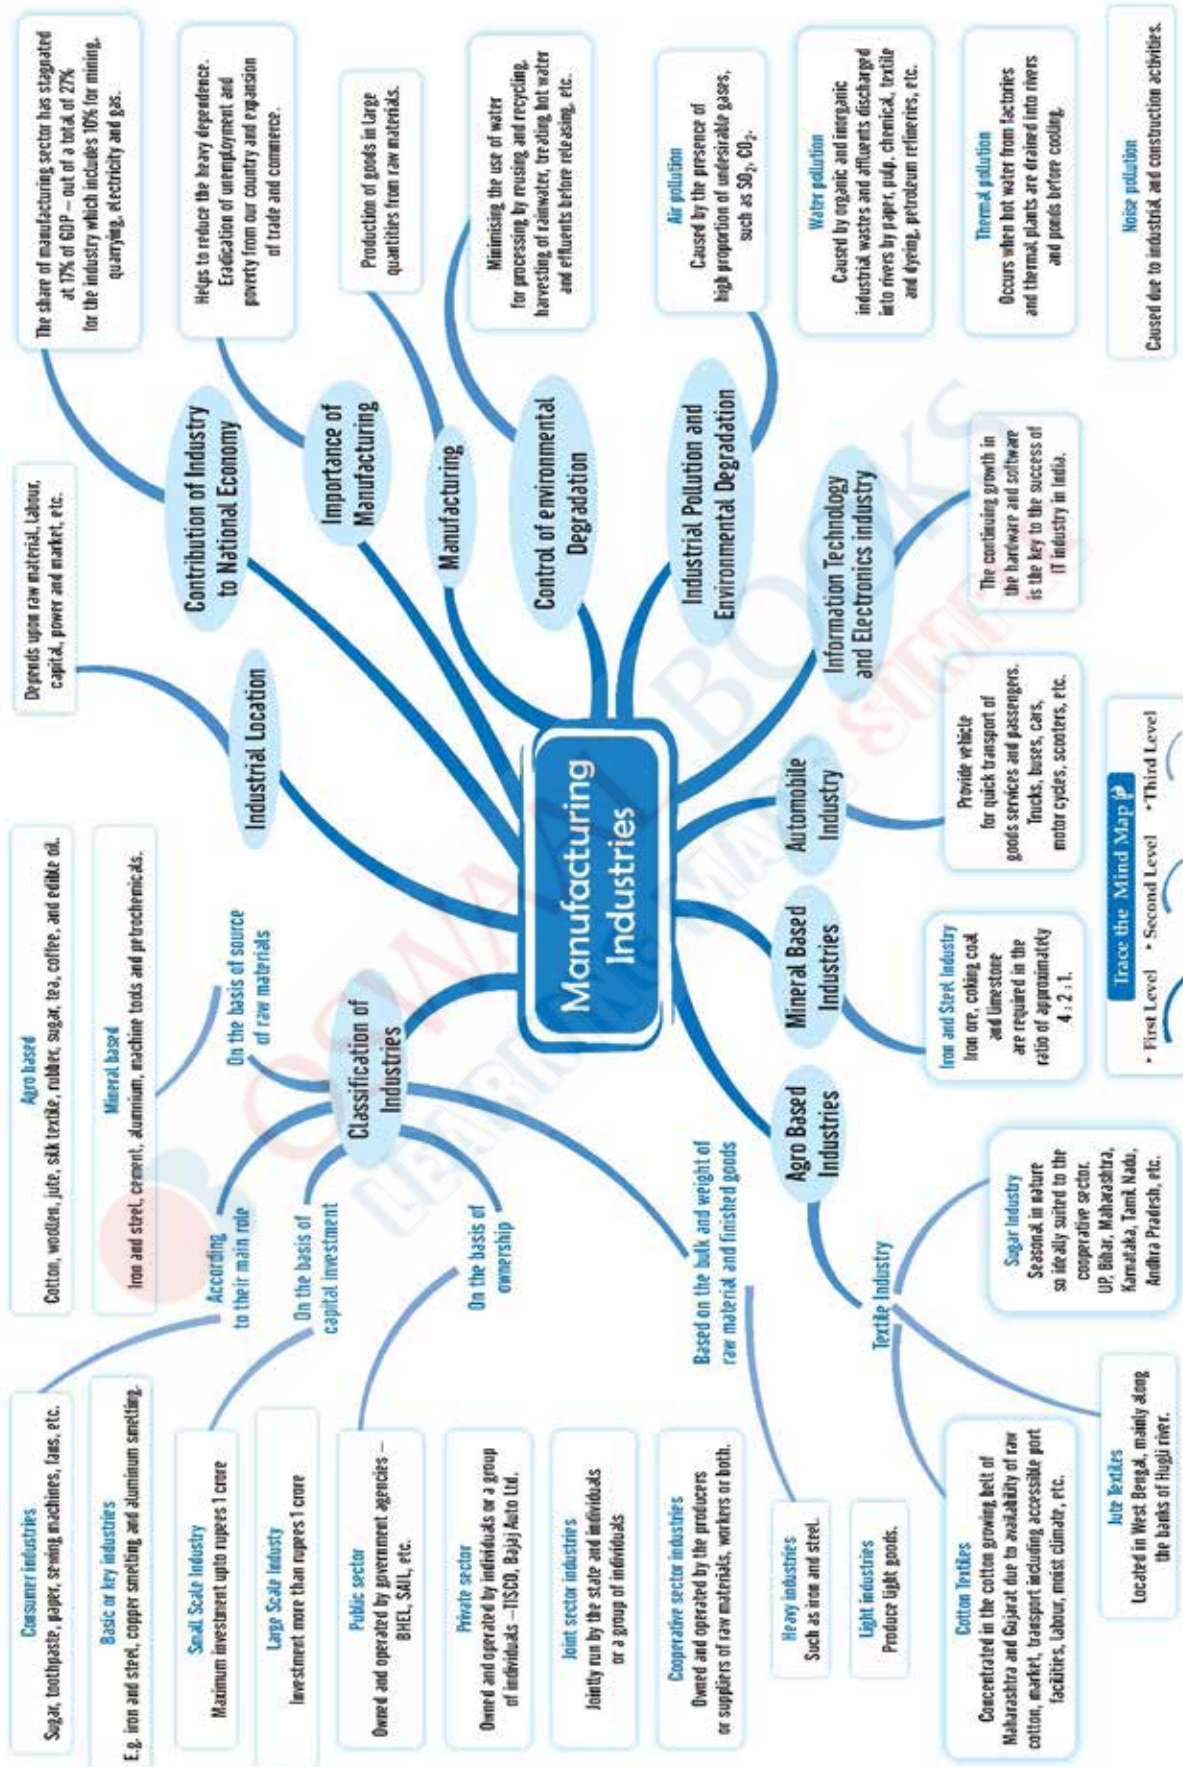 Manufacturing
Industries
Classification of
Industries
On the basis of source
of raw materials
Agro based
Cotton, woollen, jute, silk textile, rubber, sugar, tea, coffee, and edible oil.
Mineral based
Iron and steel, cement, alumnium, machine tools and petrochemicals.
According
to their main role
Consumer industries
Sugar, toothpaste, paper, sewing machines, fans, etc.
Basic or key industries
E.g. iron and steel, copper smelting and aluminum smelting.
On the basis of
capital investment
Small Scale Industry
Maximum investment upto rupees 1 crore
Large Scale Industy
Investment more than rupees 1 crore
On the basis of
ownership
Public sector
Owned and operated by government agencies –
BHEL, SAIL, etc.
Private sector
Owned and operated by individuals or a group
of individuals –TISCO, Bajaj Auto Ltd.
Joint sector industries
Jointly run by the state and individuals
or a group of individuals
Cooperative sector industries
Owned and operated by the producers
or suppliers of raw materials, workers or both.
Based on the bulk and weight of
raw material and finished goods
Heavy industries
Such as iron and steel.
Light industries
Produce light goods.
Industrial Location
Depends upon raw material, labour,
capital, power and market, etc.
Contribution of Industry
to National Economy
The share of manufacturing sector has stagnated
at 17% of GDP – out of a total of 27%
for the industry which includes 10% for mining,
quarrying, electricity and gas.
Importance of
Manufacturing
Helps to reduce the heavy dependence.
Eradication of unemployment and
poverty from our country and expansion
of trade and commerce.
Manufacturing
Production of goods in large
quantities from raw materials.
Control of environmental
Degradation
Minimising the use of water
for processing by reusing and recycling,
harvesting of rainwater, treating hot water
and effluents before releasing, etc.
Industrial Pollution and
Environmental Degradation
Air pollution
Caused by the presence of
high proportion of undesirable gases,
such as SO2, CO2.
Water pollution
Caused by organic and inorganic
industrial wastes and affluents discharged
into rivers by paper, pulp, chemical, textile
and dyeing, petroleum refineries, etc.
Thermal pollution
Occurs when hot water from factories
and thermal plants are drained into rivers
and ponds before cooling.
Noise pollution
Caused due to industrial and construction activities.
Information Technology
and Electronics industry
The continuing growth in
the hardware and software
is the key to the success of
IT industry in India.
Automobile
Industry
Provide vehicle
for quick transport of
goods services and passengers.
Trucks, buses, cars,
motor cycles, scooters, etc.
Mineral Based
Industries
Iron and Steel Industry
Iron ore, coking coal
and limestone
are required in the
ratio of approximately
4 : 2 : 1.
Agro Based
Industries
Textile Industry
Sugar Industry
Seasonal in nature
so ideally suited to the
cooperative sector.
UP, Bihar, Maharashtra,
Karnataka, Tamil Nadu,
Andhra Pradesh, etc.
Cotton Textiles
Concentrated in the cotton growing belt of
Maharashtra and Gujarat due to availability of raw
cotton, market, transport including accessible port
facilities, labour, moist climate, etc.
Jute Textiles
Located in West Bengal, mainly along
the banks of Hugli river.
Trace the Mind Map
• First Level • Second Level • Third Level
OSWAAL BOOKS
LEARNING MADE SIMPLE